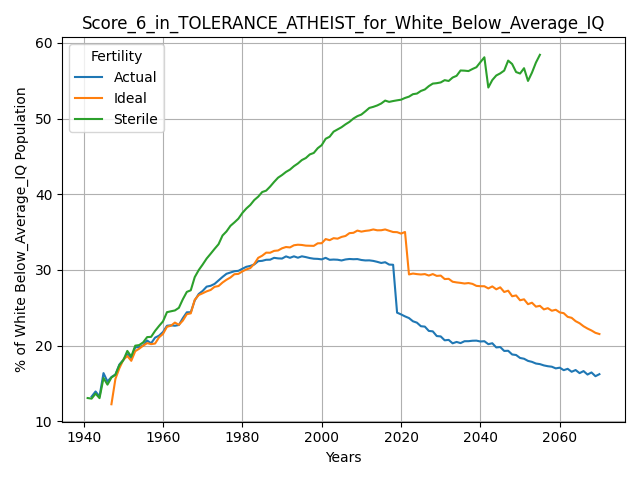 Score_6_in_TOLERANCE_ATHEIST_for_White_Below_Average_IQ
Fertility
Actual
Ideal
Sterile
% of White Below_Average_IQ Population
60
50
40
30
20
10
1940 1960 1980 2000 2020 2040 2060
Years